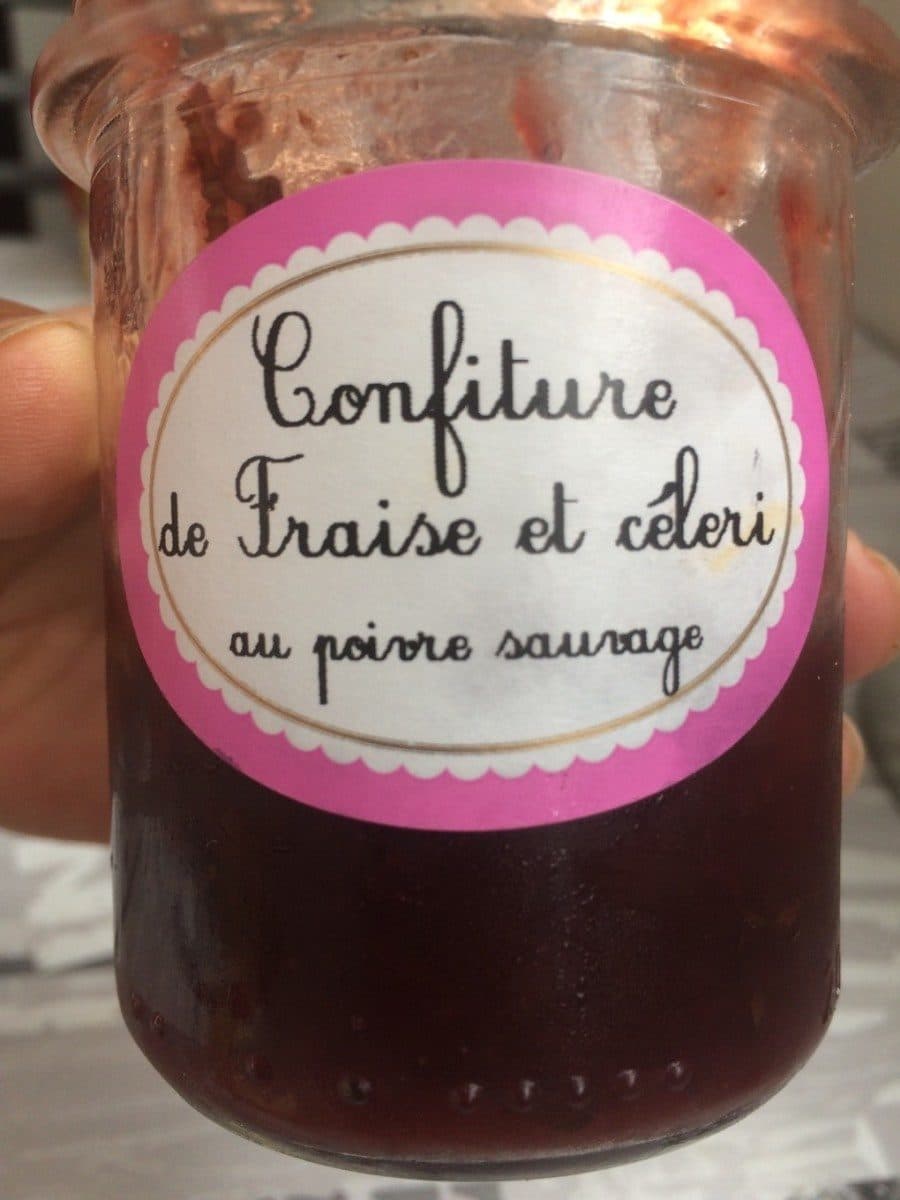 Confiture
de Fraise et céleri
au poivre sauvage